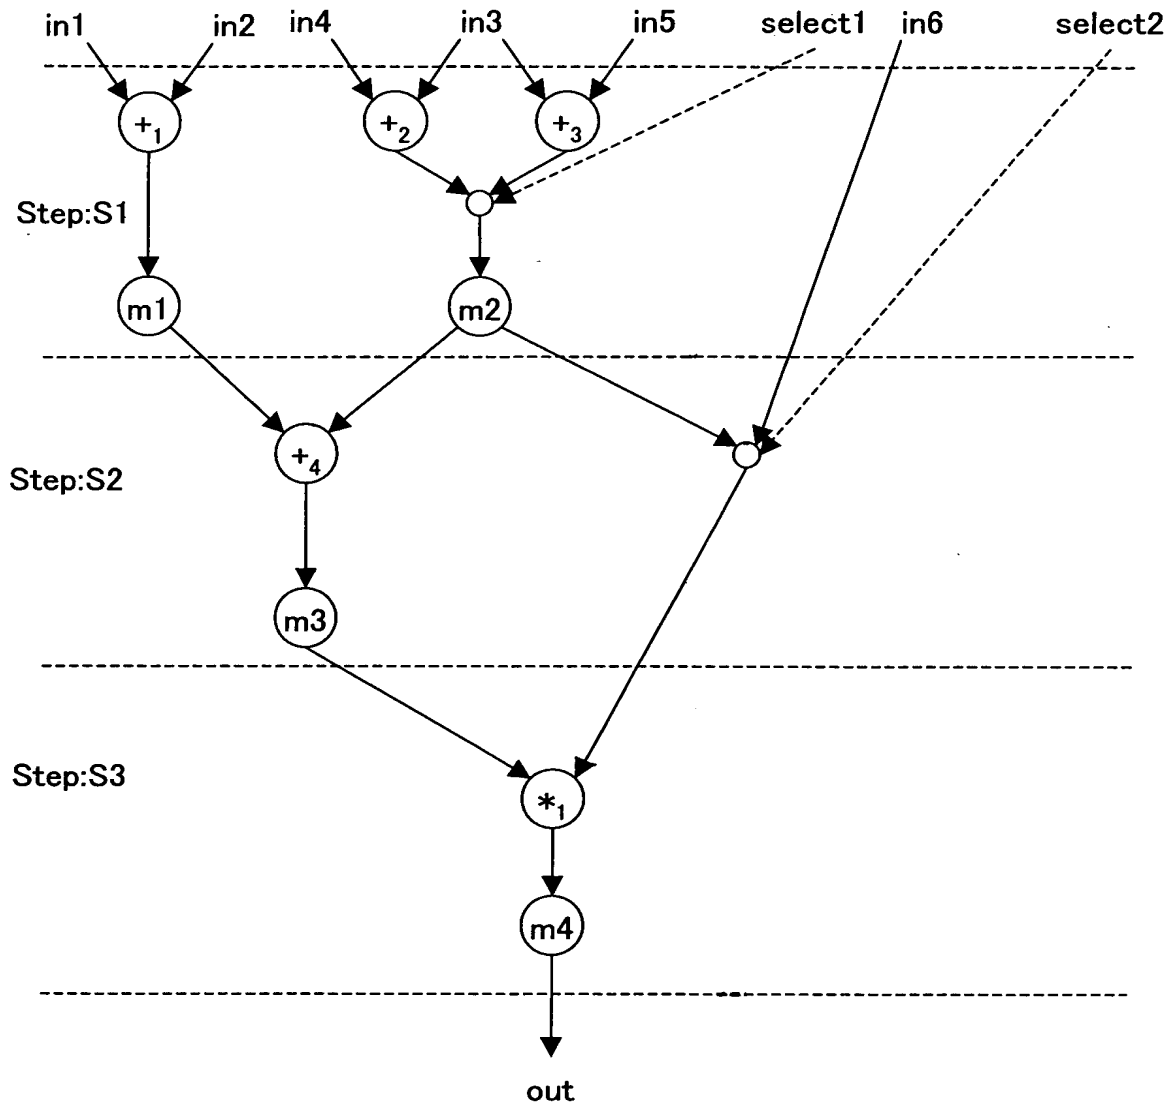 in1 in2 in4 in3 in5 select1 in6 select2
+1 +2 +3
Step:S1
m1 m2
+4
Step:S2
m3
Step:S3
*1
m4
out